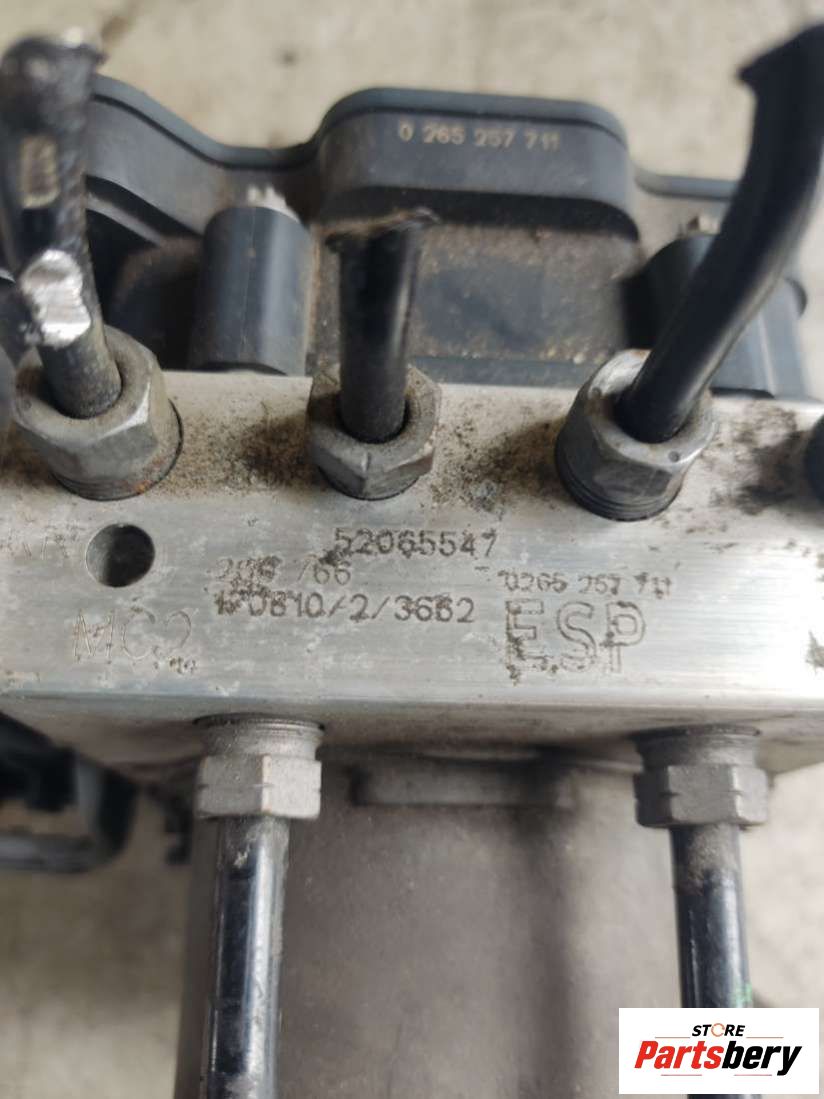 0 265 257 711
52065547
0265 257 711
ESP
MC2
STORE
Partsbery